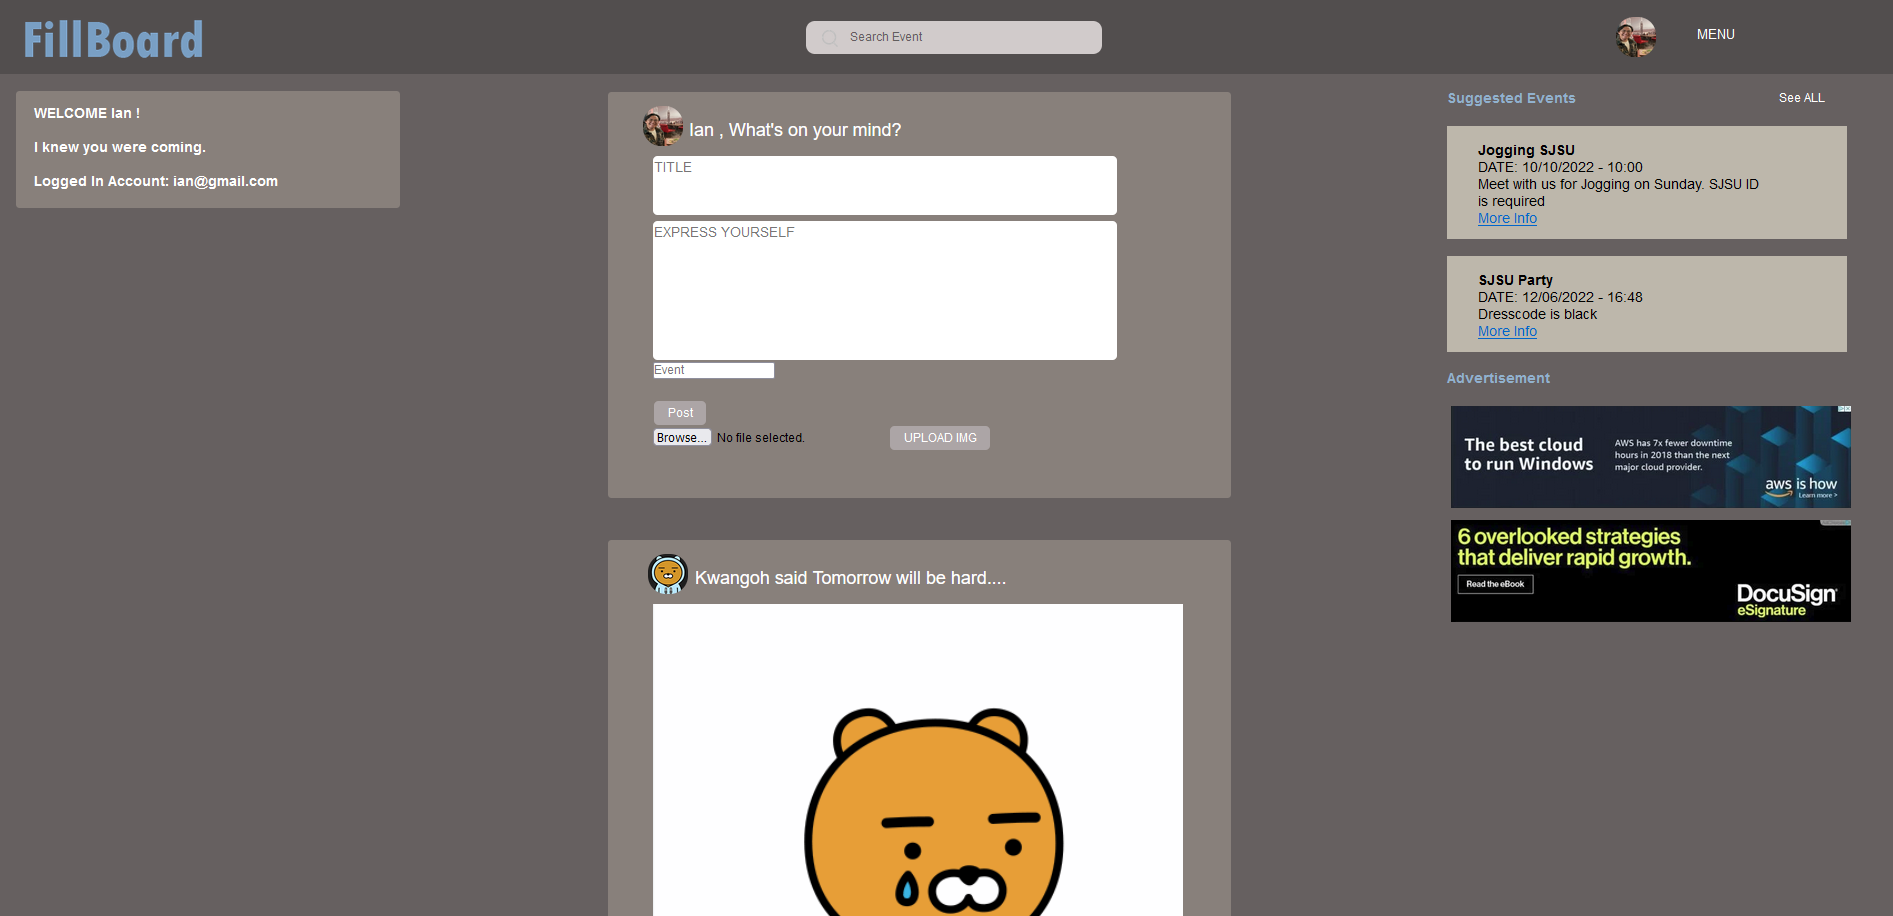 FillBoard
Search Event
MENU
WELCOME Ian !
I knew you were coming.
Logged In Account: ian@gmail.com
Ian , What's on your mind?
TITLE
EXPRESS YOURSELF
Event
Post
Browse... No file selected.
UPLOAD IMG
Kwangoh said Tomorrow will be hard....
Suggested Events
See ALL
Jogging SJSU
DATE: 10/10/2022 - 10:00
Meet with us for Jogging on Sunday. SJSU ID
is required
More Info
SJSU Party
DATE: 12/06/2022 - 16:48
Dresscode is black
More Info
Advertisement
The best cloud
to run Windows
AWS has 7x fewer downtime
hours in 2018 than the next
major cloud provider.
aws is how
Learn more >
6 overlooked strategies
that deliver rapid growth.
Read the eBook
DocuSign
eSignature